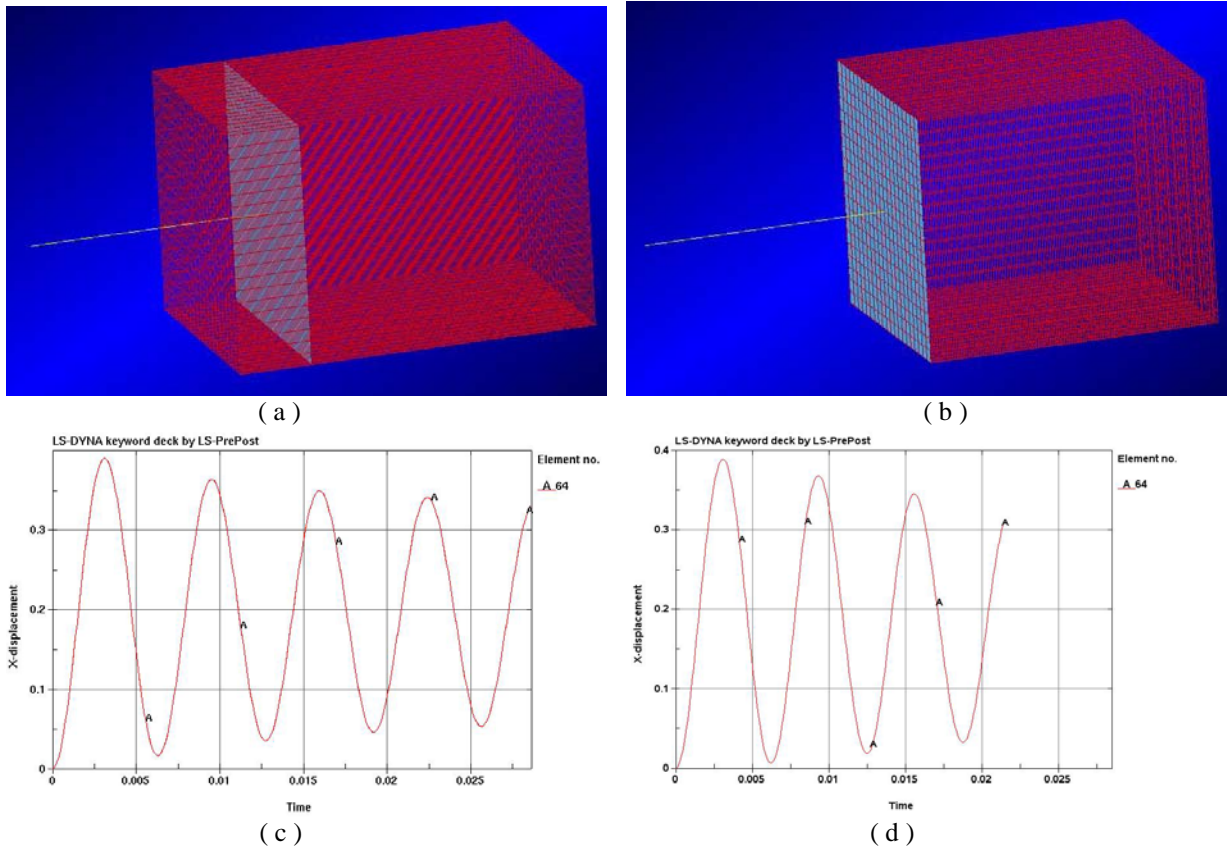 ( a )
( b )
LS-DYNA keyword deck by LS-PrePost
Element no.
A 64
X-displacement
0.3
0.2
0.1
0
0 0.005 0.01 0.015 0.02 0.025
Time
A
A
A
A
A
( c )
LS-DYNA keyword deck by LS-PrePost
Element no.
A 64
X-displacement
0.4
0.3
0.2
0.1
0
0 0.005 0.01 0.015 0.02 0.025
Time
A
A
A
A
A
( d )